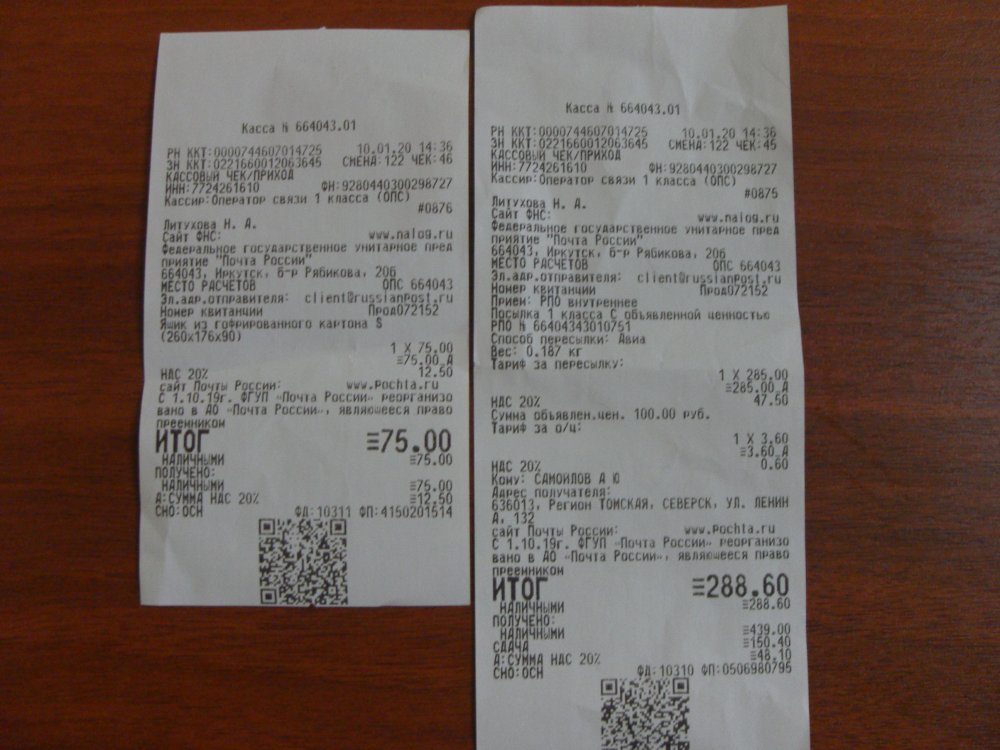 Касса № 664043.01
РН ККТ:0000744607014725 10.01.20 14:36
ЗН ККТ:0221660012063645 СМЕНА:122 ЧЕК:46
КАССОВЫЙ ЧЕК/ПРИХОД
ИНН:7724261610 ФН:9280440300298727
Кассир:Оператор связи 1 класса (ОПС)
#0876
Литухова Н. А.
Сайт ФНС: www.nalog.ru
Федеральное государственное унитарное пред
приятие "Почта России"
664043, Иркутск, б-р Рябикова, 20б
МЕСТО РАСЧЕТОВ ОПС 664043
Эл.адр.отправителя: client@russianpost.ru
Номер квитанции Прод072152
Ящик из гофрированного картона S
(260х176х90)
1 X 75.00
≡75.00_А
НДС 20% 12.50
сайт Почты России: www.pochta.ru
С 1.10.19г. ФГУП «Почта России» реорганизо
вано в АО «Почта России», являющееся право
преемником
ИТОГ ≡75.00
НАЛИЧНЫМИ ≡75.00
ПОЛУЧЕНО:
НАЛИЧНЫМИ ≡75.00
А:СУММА НДС 20% ≡12.50
СНО:ОСН ФД:10311 ФП:4150201514
Касса № 664043.01
РН ККТ:0000744607014725 10.01.20 14:36
ЗН ККТ:0221660012063645 СМЕНА:122 ЧЕК:45
КАССОВЫЙ ЧЕК/ПРИХОД
ИНН:7724261610 ФН:9280440300298727
Кассир:Оператор связи 1 класса (ОПС)
#0875
Литухова Н. А.
Сайт ФНС: www.nalog.ru
Федеральное государственное унитарное пред
приятие "Почта России"
664043, Иркутск, б-р Рябикова, 20б
МЕСТО РАСЧЕТОВ ОПС 664043
Эл.адр.отправителя: client@russianpost.ru
Номер квитанции Прод072152
Прием: РПО внутреннее
Посылка 1 класса С объявленной ценностью
РПО № 66404343010751
Способ пересылки: Авиа
Вес: 0.187 кг
Тариф за пересылку:
1 X 285.00
≡285.00_А
НДС 20% 47.50
Сумма объявлен.цен. 100.00 руб.
Тариф за о/ц:
1 X 3.60
≡3.60_А
НДС 20% 0.60
Кому: САМОЙЛОВ А Ю
Адрес получателя:
636013, Регион ТОМСКАЯ, СЕВЕРСК, УЛ. ЛЕНИН
А, 132
сайт Почты России: www.pochta.ru
С 1.10.19г. ФГУП «Почта России» реорганизо
вано в АО «Почта России», являющееся право
преемником
ИТОГ ≡288.60
НАЛИЧНЫМИ ≡288.60
ПОЛУЧЕНО:
НАЛИЧНЫМИ ≡439.00
СДАЧА ≡150.40
А:СУММА НДС 20% ≡48.10
СНО:ОСН ФД:10310 ФП:0506980795